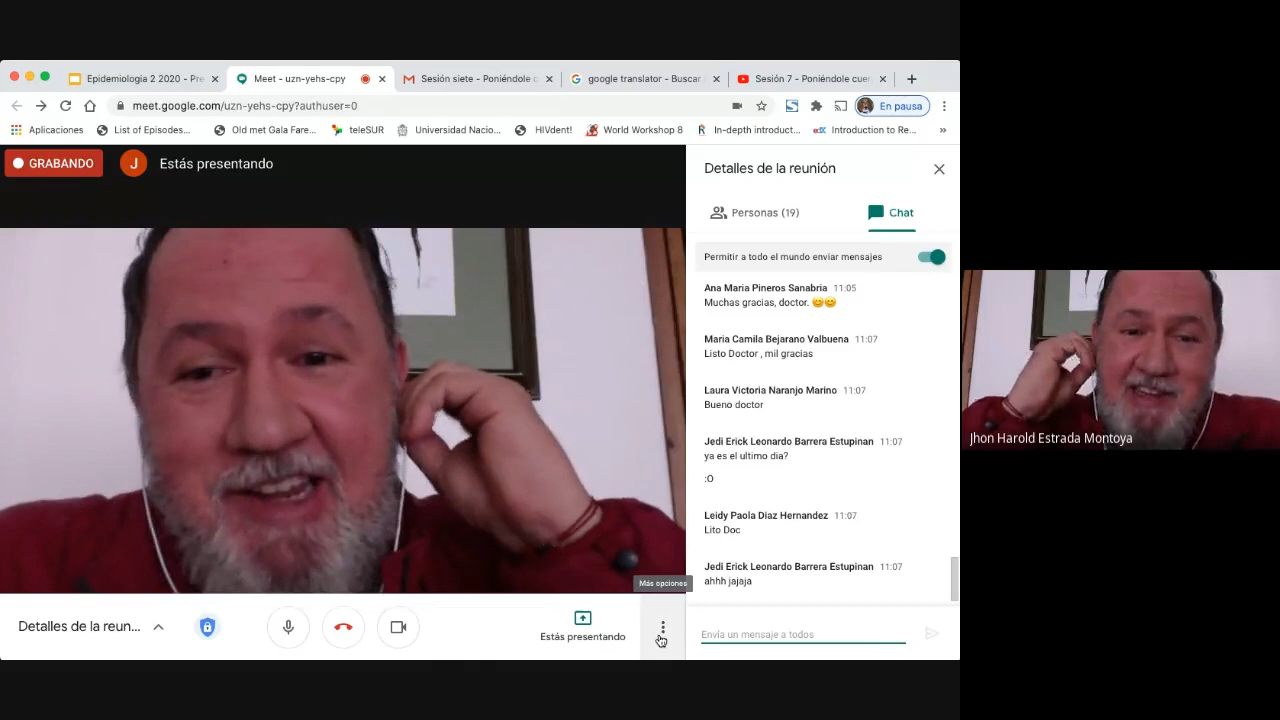 Epidemiologia 2 2020 - Pre
Meet - uzn-yehs-cpy
Sesión siete - Poniéndole c
google translator - Buscar
Sesión 7 - Poniéndole cuer
meet.google.com/uzn-yehs-cpy?authuser=0
En pausa
Aplicaciones
List of Episodes...
Old met Gala Fare...
teleSUR
Universidad Nacio...
HIVdent!
World Workshop 8
In-depth introduct...
Introduction to Re...
GRABANDO
J
Estás presentando
Detalles de la reunión
Personas (19)
Chat
Permitir a todo el mundo enviar mensajes
Ana Maria Pineros Sanabria 11:05
Muchas gracias, doctor. 😊😊
Maria Camila Bejarano Valbuena 11:07
Listo Doctor , mil gracias
Laura Victoria Naranjo Marino 11:07
Bueno doctor
Jedi Erick Leonardo Barrera Estupinan 11:07
ya es el ultimo dia?
:O
Leidy Paola Diaz Hernandez 11:07
Lito Doc
Jedi Erick Leonardo Barrera Estupinan 11:07
ahhh jajaja
Envía un mensaje a todos
Más opciones
Detalles de la reun...
Estás presentando
Jhon Harold Estrada Montoya